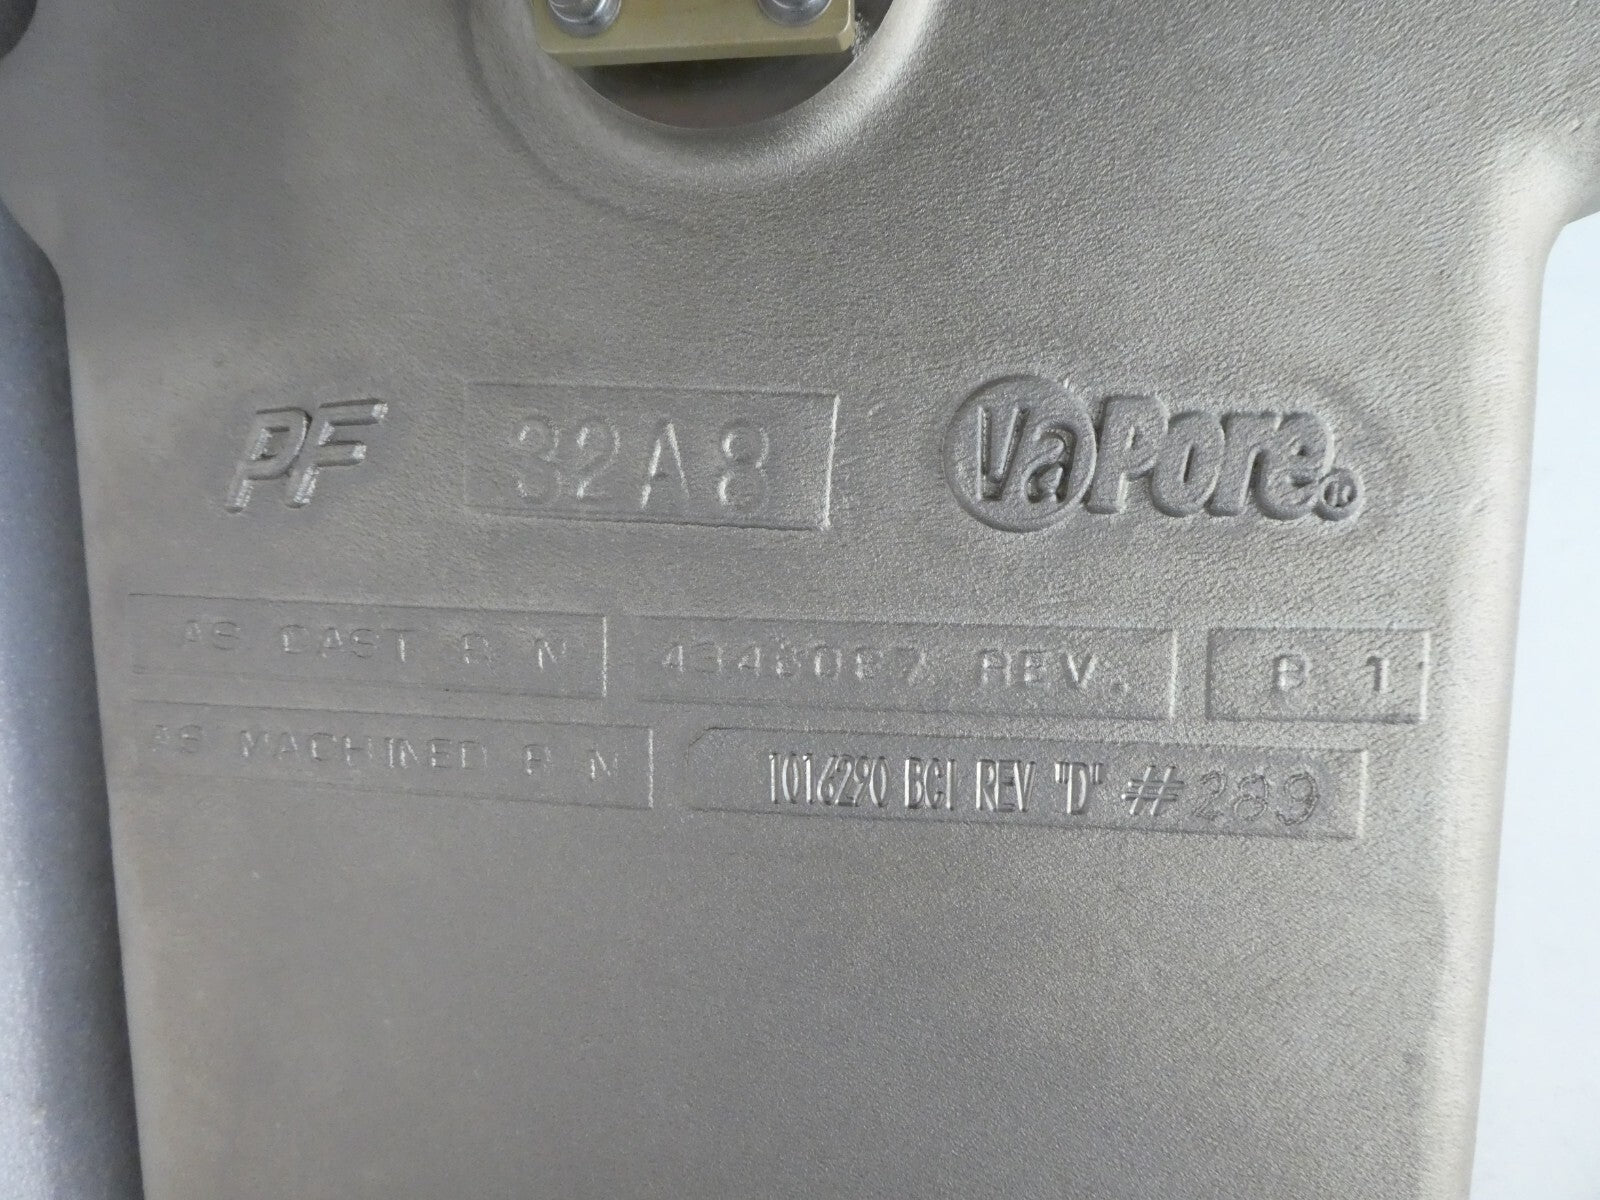 PF 32A8 VaPore®
AS CAST P N 4346087 REV. B 1
AS MACHINED P N 1016290 BCI REV "D" #289